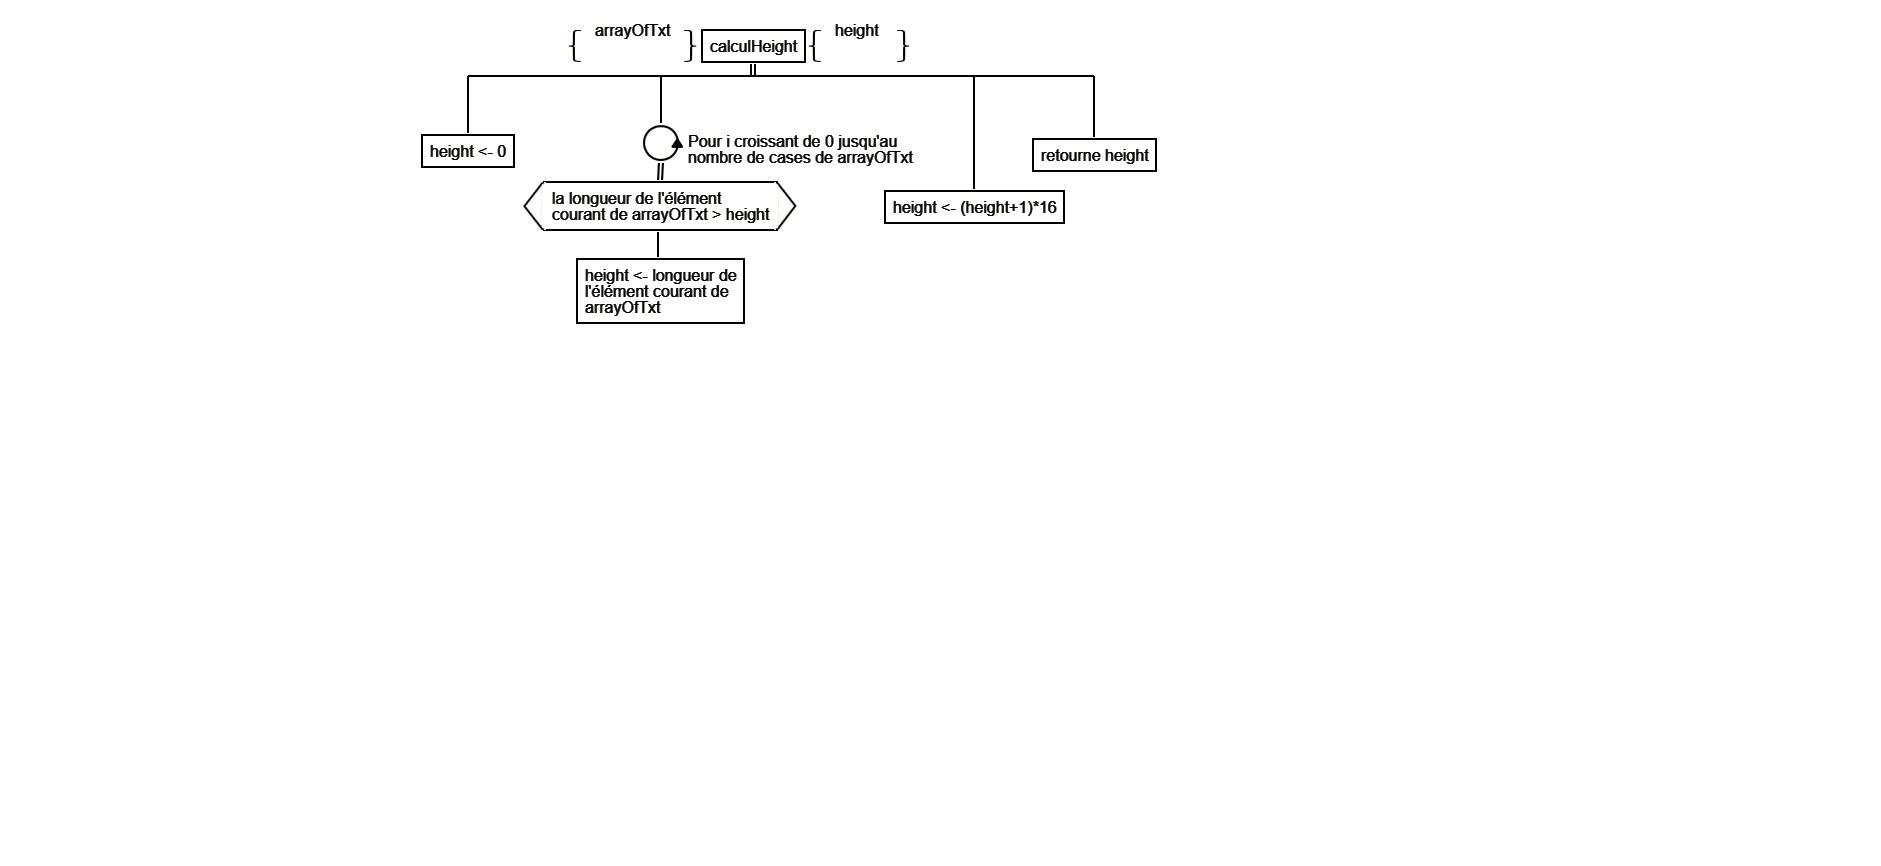 arrayOfTxt
calculHeight
height
height <- 0
Pour i croissant de 0 jusqu'au
nombre de cases de arrayOfTxt
la longueur de l'élément
courant de arrayOfTxt > height
height <- longueur de
l'élément courant de
arrayOfTxt
height <- (height+1)*16
retourne height